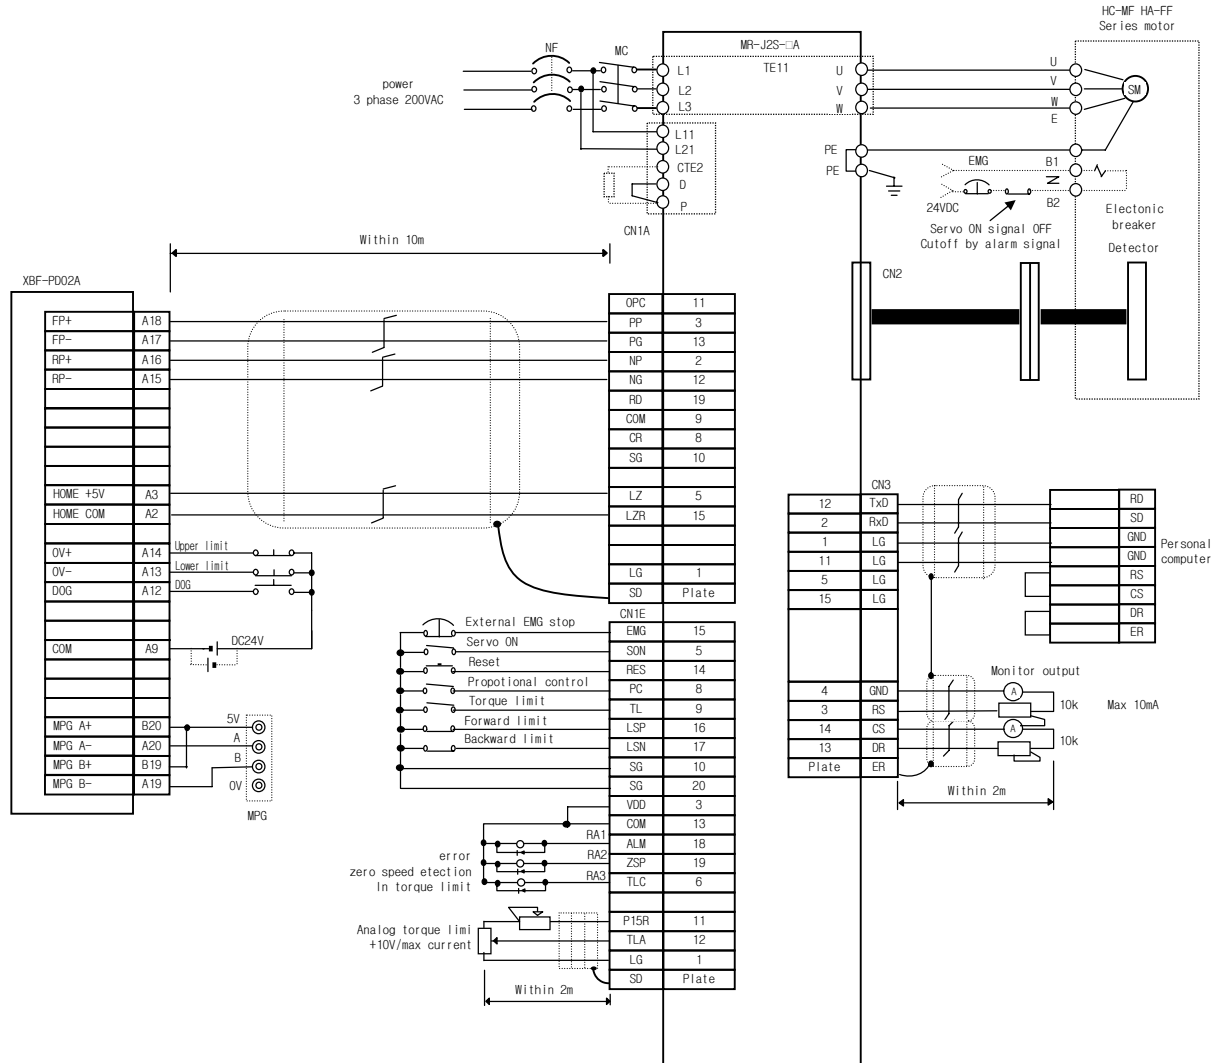 HC-MF HA-FF
Series motor
NF
MC
MR-J2S-□A
TE11
power
3 phase 200VAC
L1
L2
L3
U
V
W
U
V
W
E
SM
L11
L21
CTE2
D
P
PE
PE
EMG
B1
B2
24VDC
Servo ON signal OFF
Cutoff by alarm signal
Electonic
breaker
Detector
CN1A
CN2
Within 10m
XBF-PD02A
FP+ A18
FP- A17
RP+ A16
RP- A15
HOME +5V A3
HOME COM A2
OV+ A14
OV- A13
DOG A12
COM A9
MPG A+ B20
MPG A- A20
MPG B+ B19
MPG B- A19
Upper limit
Lower limit
DOG
DC24V
5V
A
B
0V
MPG
OPC 11
PP 3
PG 13
NP 2
NG 12
RD 19
COM 9
CR 8
SG 10
LZ 5
LZR 15
LG 1
SD Plate
CN1E
External EMG stop
Servo ON
Reset
Propotional control
Torque limit
Forward limit
Backward limit
EMG 15
SON 5
RES 14
PC 8
TL 9
LSP 16
LSN 17
SG 10
SG 20
VDD 3
COM 13
ALM 18
ZSP 19
TLC 6
P15R 11
TLA 12
LG 1
SD Plate
RA1
RA2
RA3
error
zero speed etection
In torque limit
Analog torque limi
+10V/max current
Within 2m
CN3
12 TxD
2 RxD
1 LG
11 LG
5 LG
15 LG
4 GND
3 RS
14 CS
13 DR
Plate ER
RD
SD
GND
GND
RS
CS
DR
ER
Personal
computer
Monitor output
A
10k
Max 10mA
A
10k
Within 2m